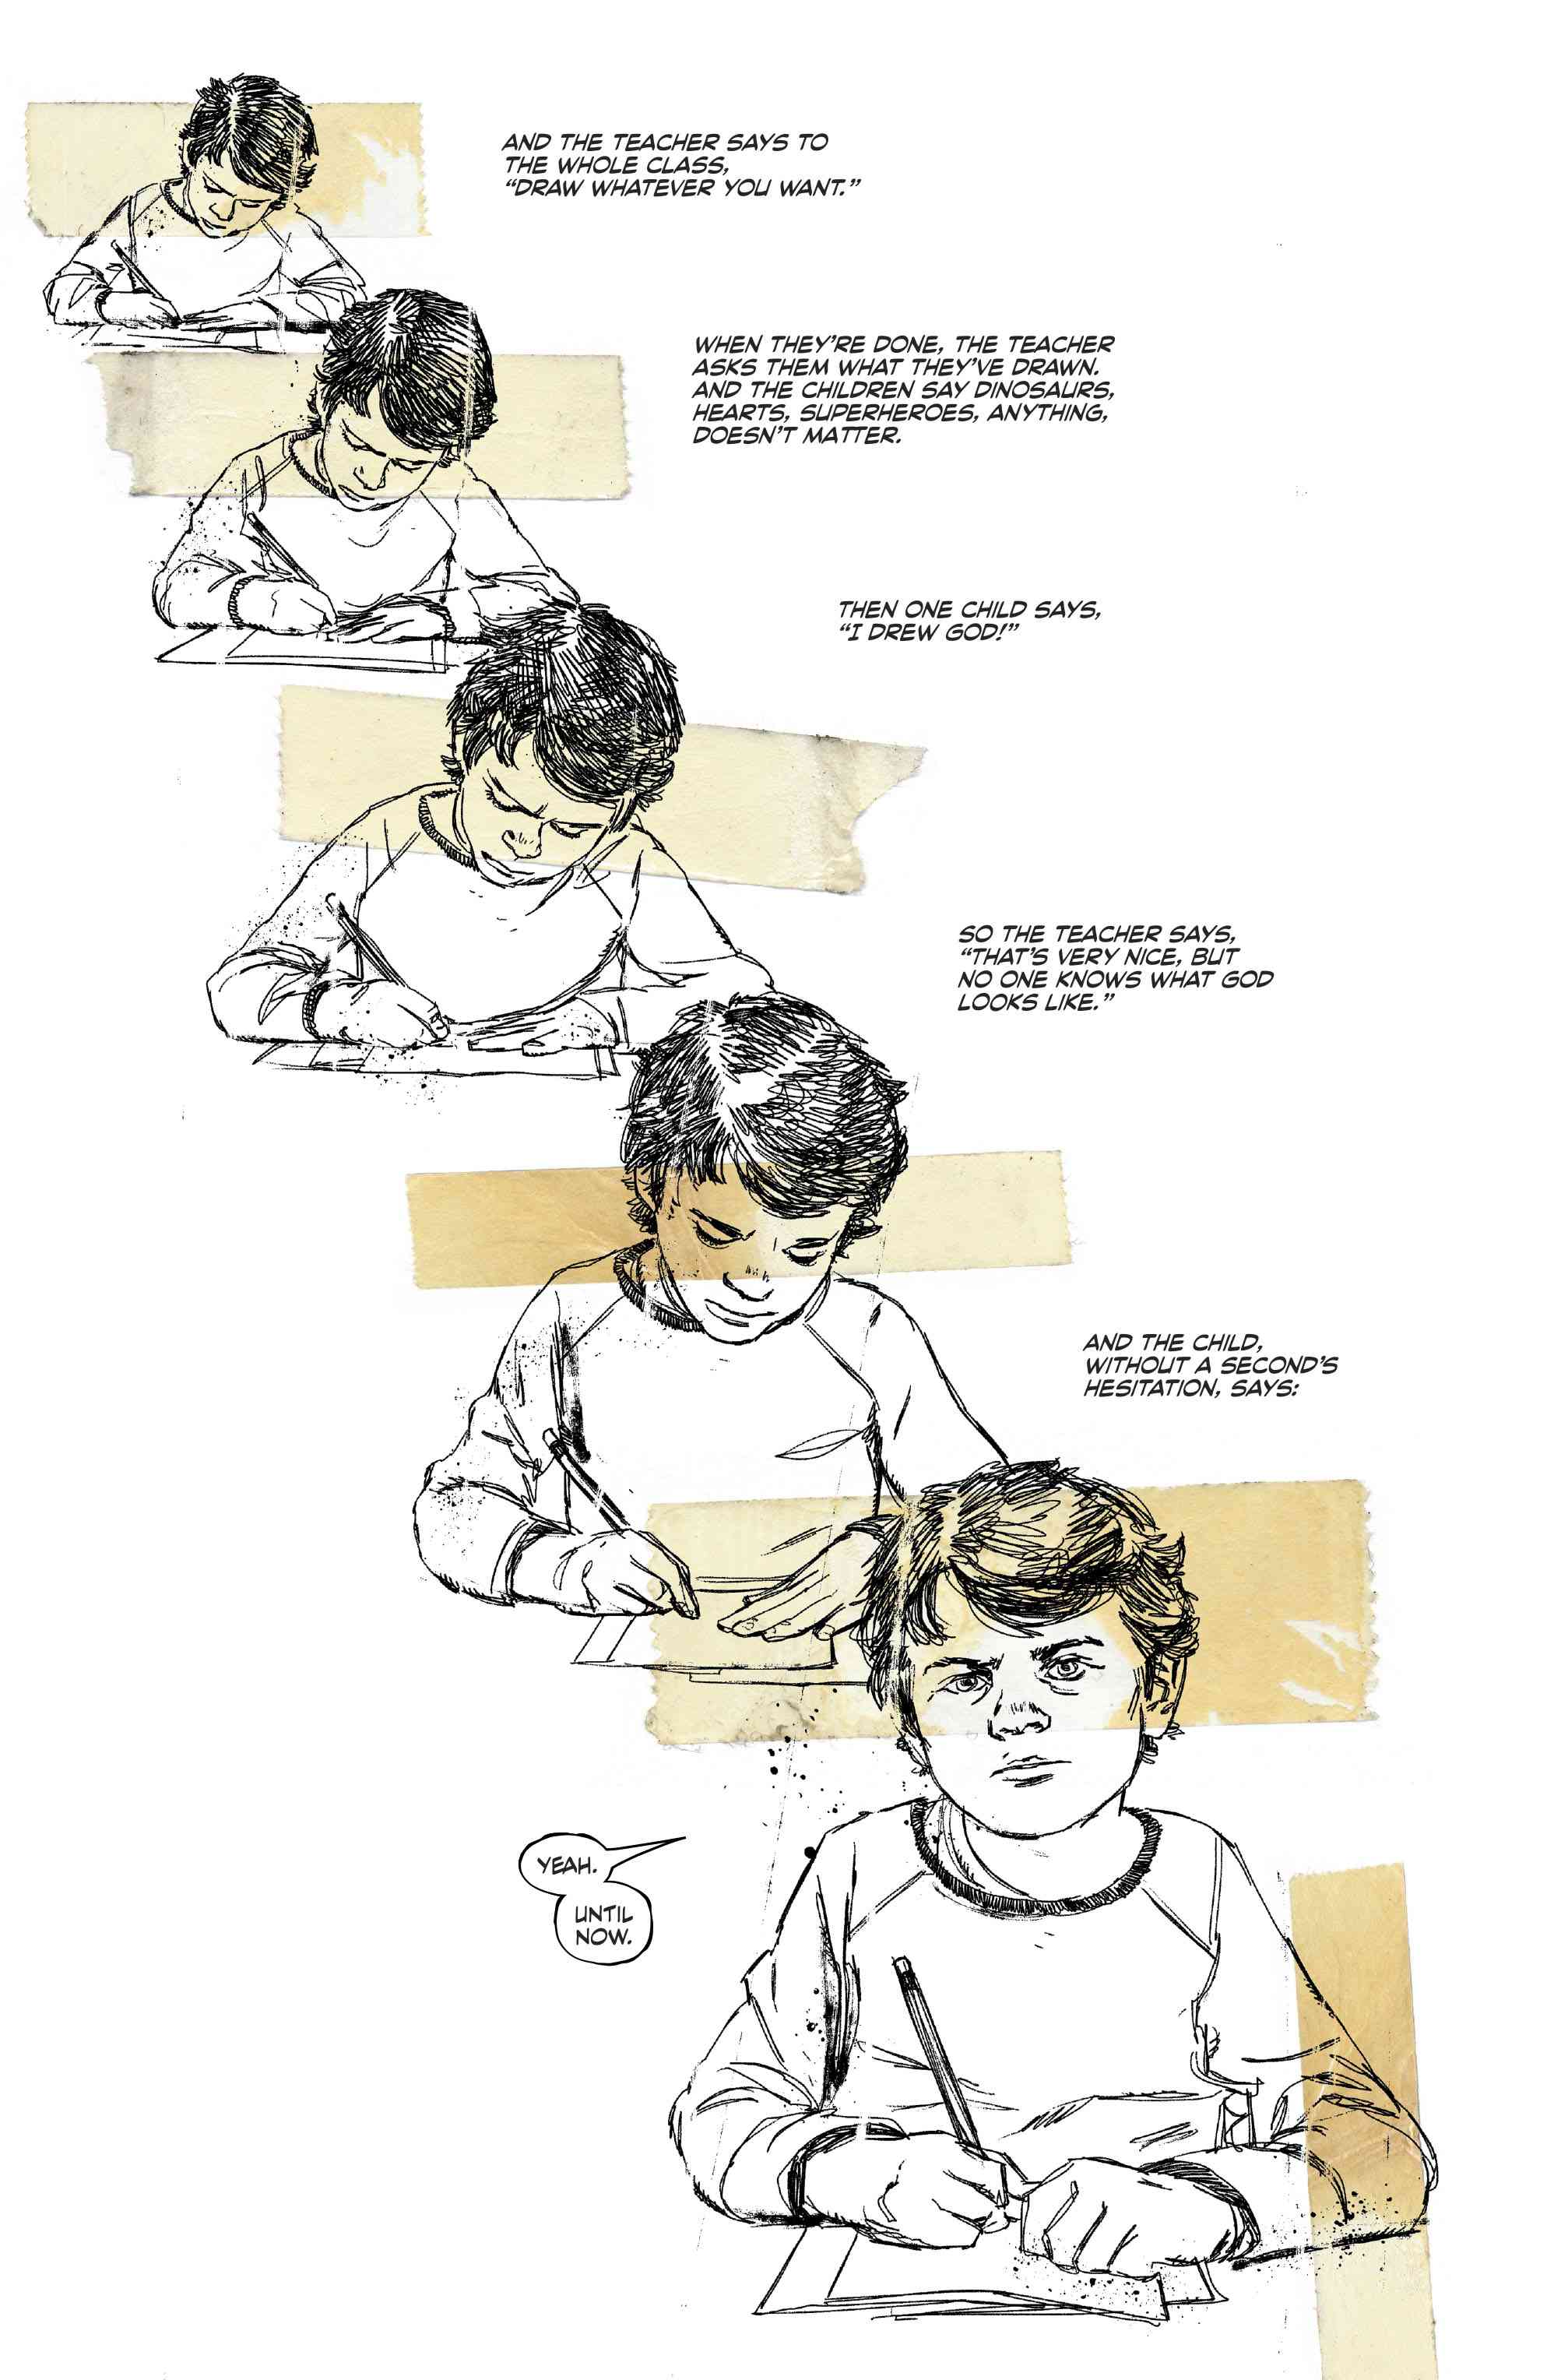 AND THE TEACHER SAYS TO
THE WHOLE CLASS,
“DRAW WHATEVER YOU WANT.”
WHEN THEY’RE DONE, THE TEACHER
ASKS THEM WHAT THEY’VE DRAWN.
AND THE CHILDREN SAY DINOSAURS,
HEARTS, SUPERHEROES, ANYTHING,
DOESN’T MATTER.
THEN ONE CHILD SAYS,
“I DREW GOD!”
SO THE TEACHER SAYS,
“THAT’S VERY NICE, BUT
NO ONE KNOWS WHAT GOD
LOOKS LIKE.”
AND THE CHILD,
WITHOUT A SECOND’S
HESITATION, SAYS:
YEAH.
UNTIL
NOW.